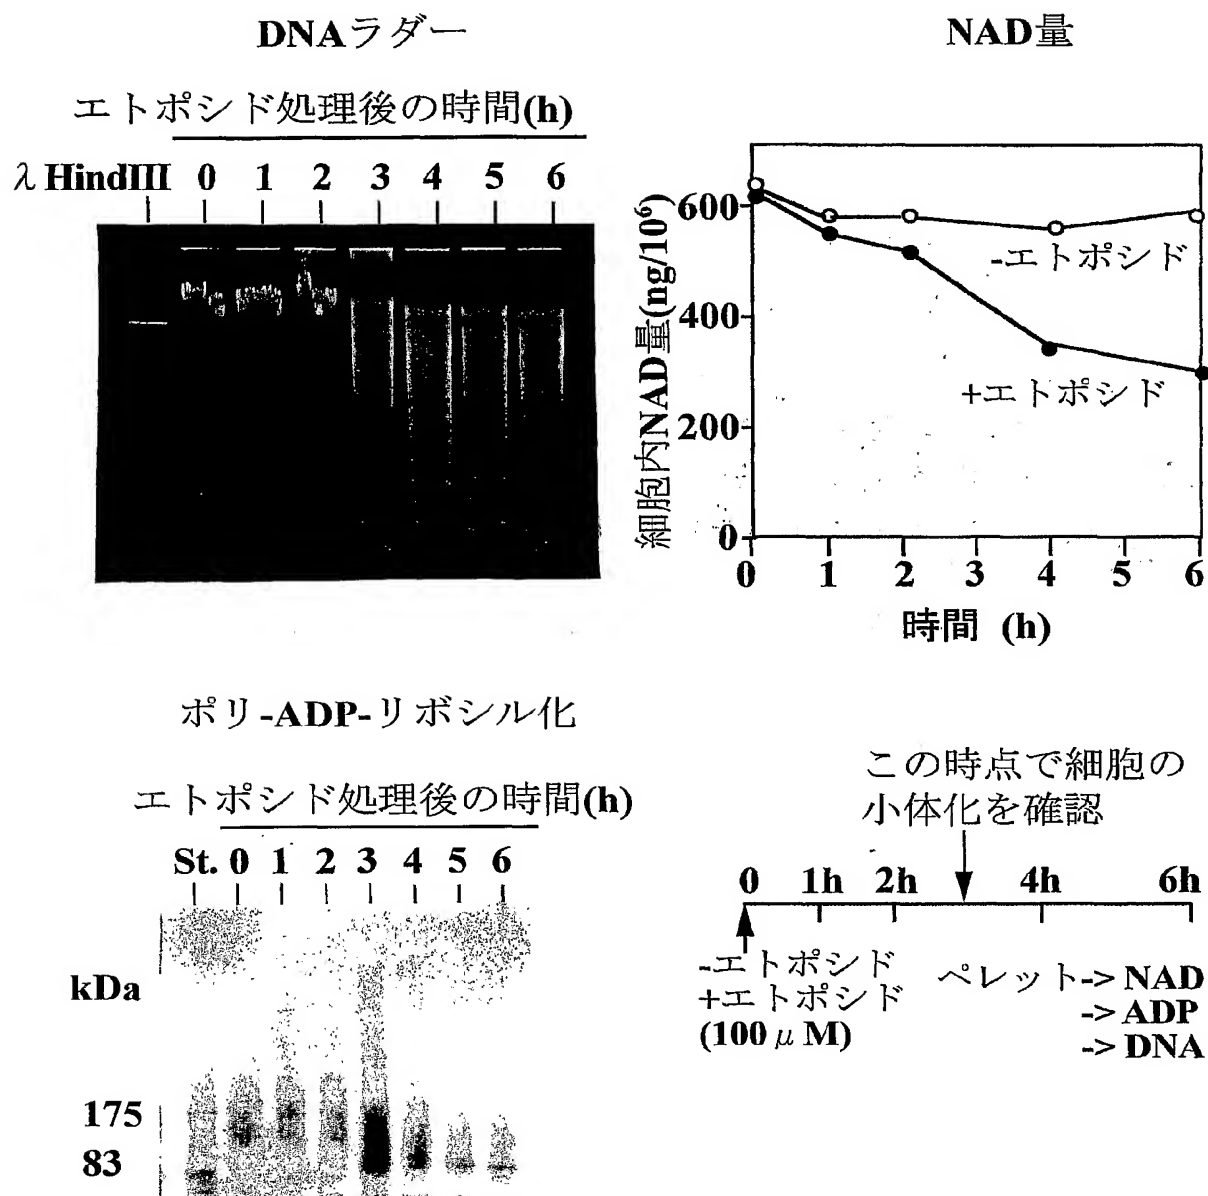 DNAラダー
エトポシド処理後の時間(h)
λ HindIII 0 1 2 3 4 5 6
NAD量
細胞内NAD量(ng/10⁶)
600
400
200
0
-エトポシド
+エトポシド
0 1 2 4 5 6
時間 (h)
ポリ-ADP-リボシル化
エトポシド処理後の時間(h)
St. 0 1 2 3 4 5 6
kDa
175
83
この時点で細胞の
小体化を確認
0 1h 2h 4h 6h
-エトポシド
+エトポシド
(100 μ M)
ペレット-> NAD
-> ADP
-> DNA